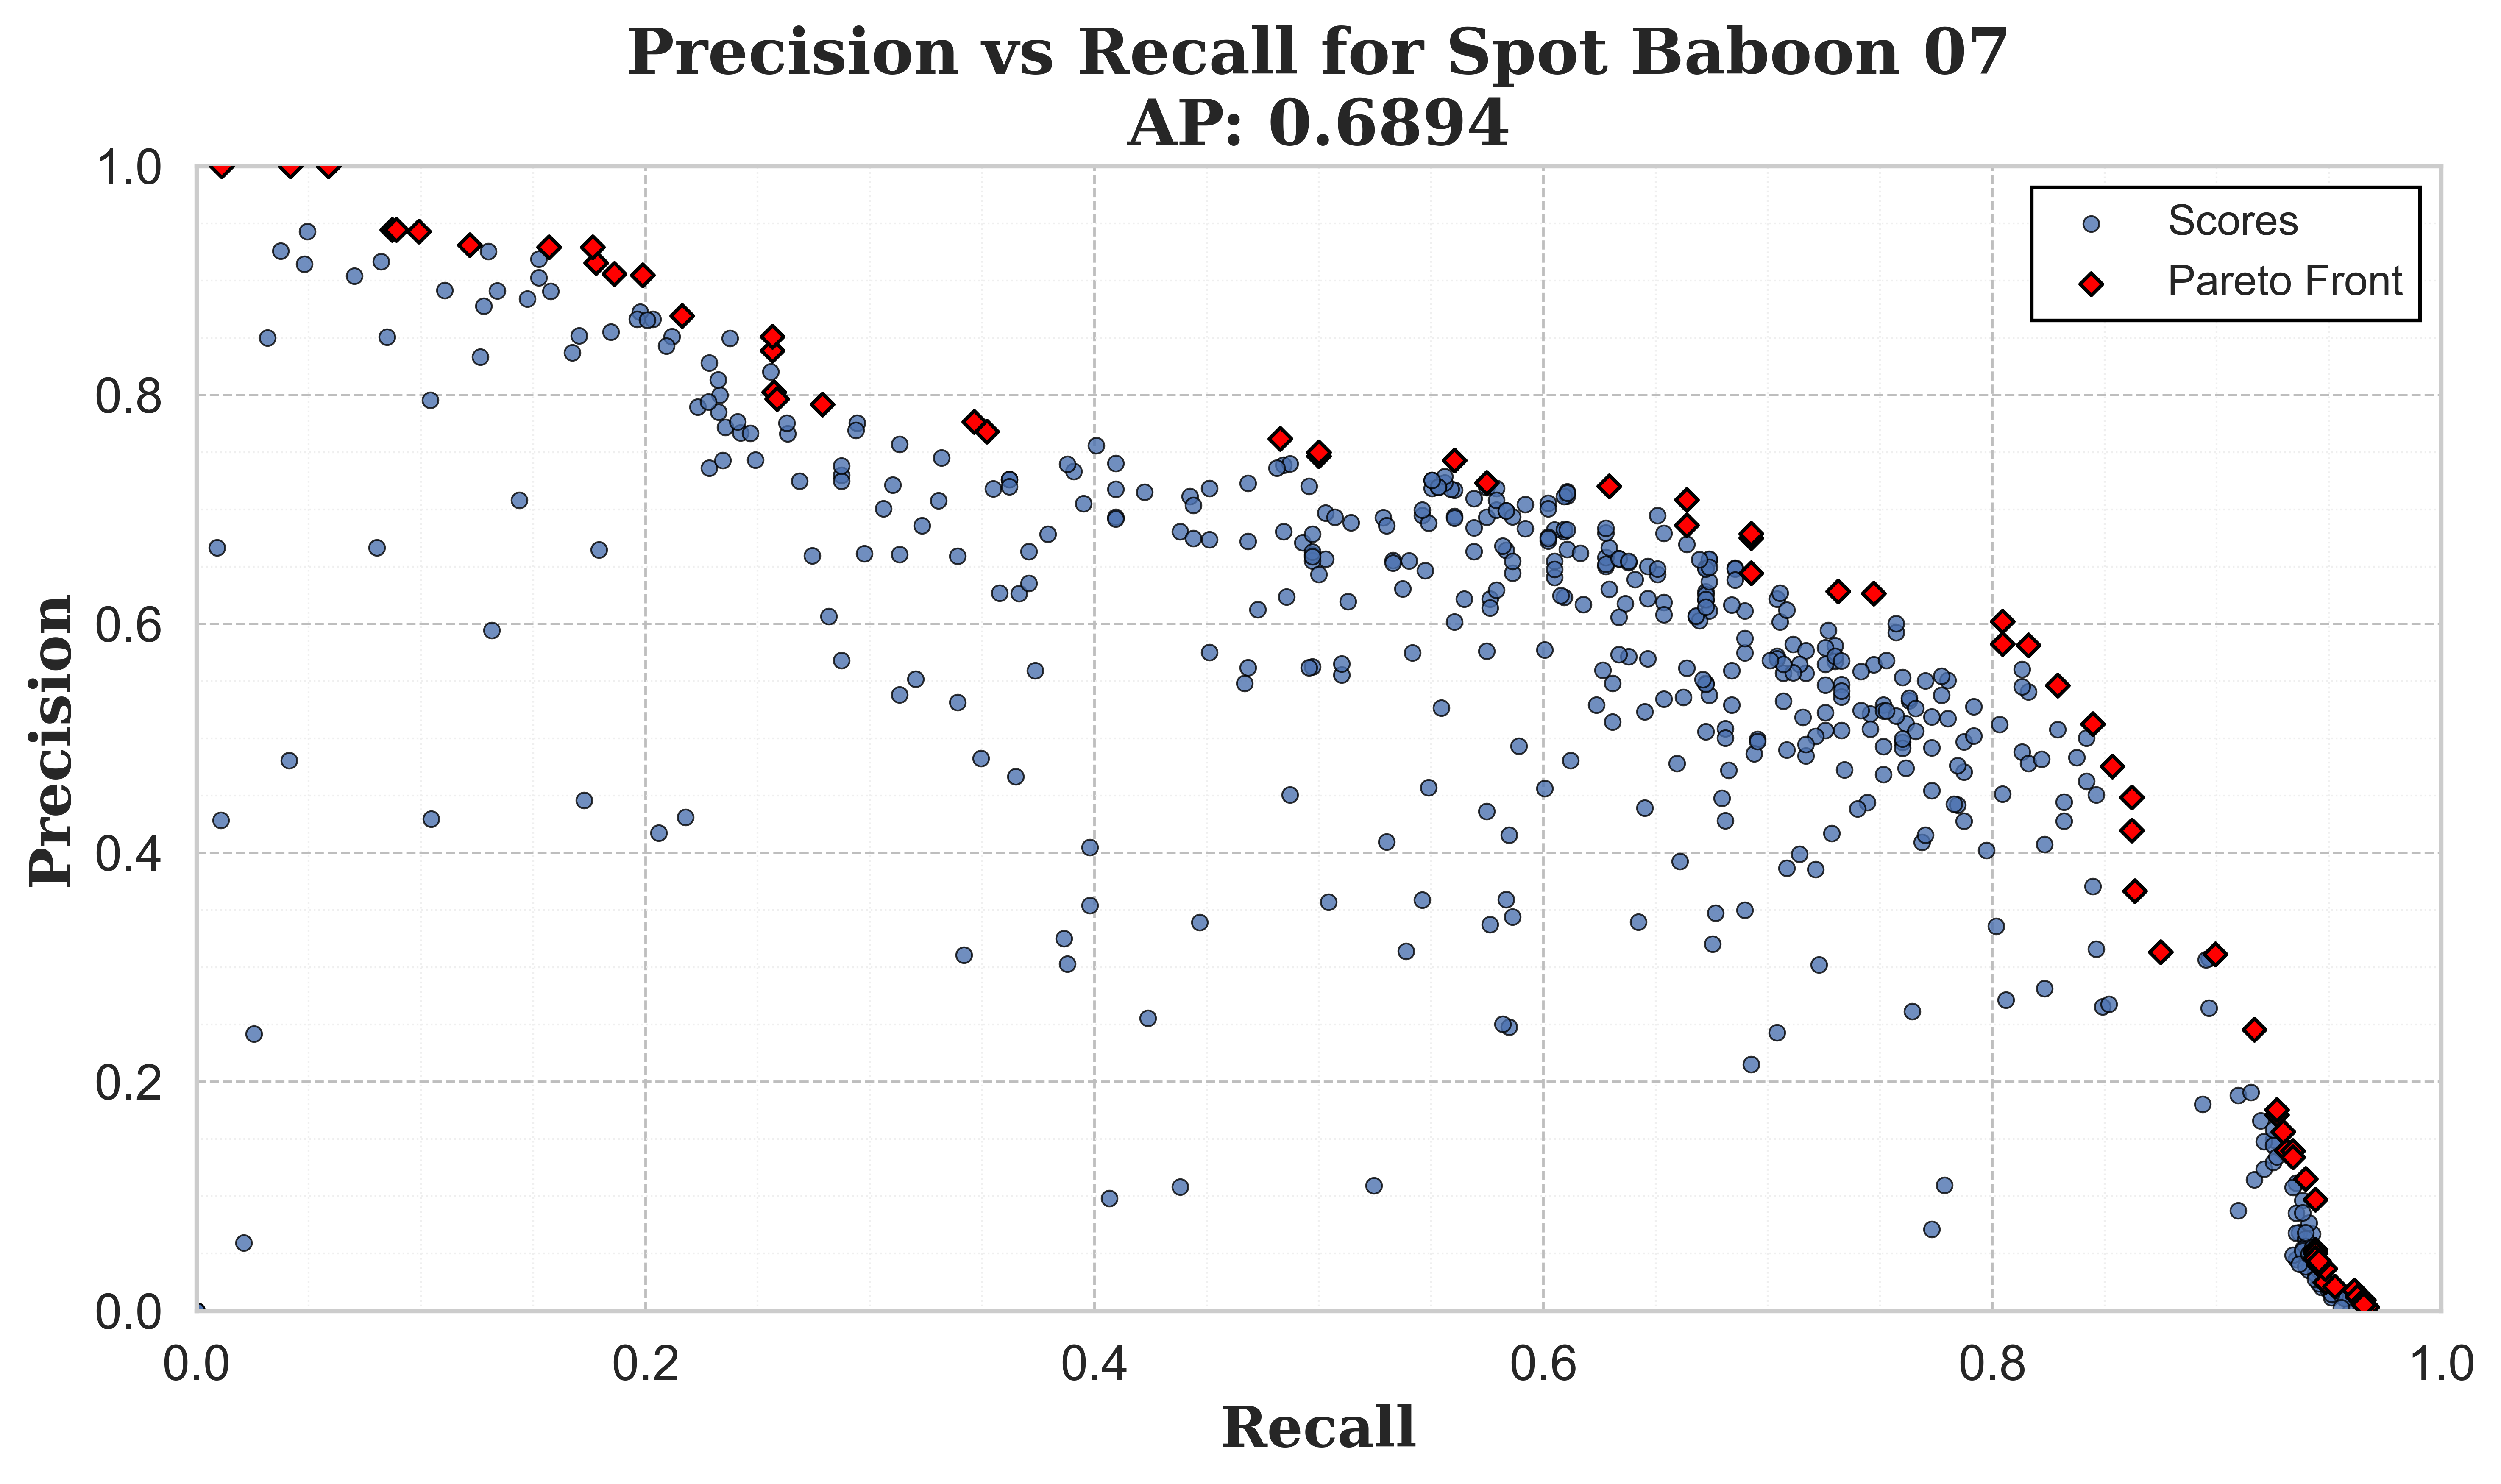 Precision vs Recall for Spot Baboon 07
AP: 0.6894
Scores
Pareto Front
Precision
1.0
0.8
0.6
0.4
0.2
0.0
0.0 0.2 0.4 0.6 0.8 1.0
Recall